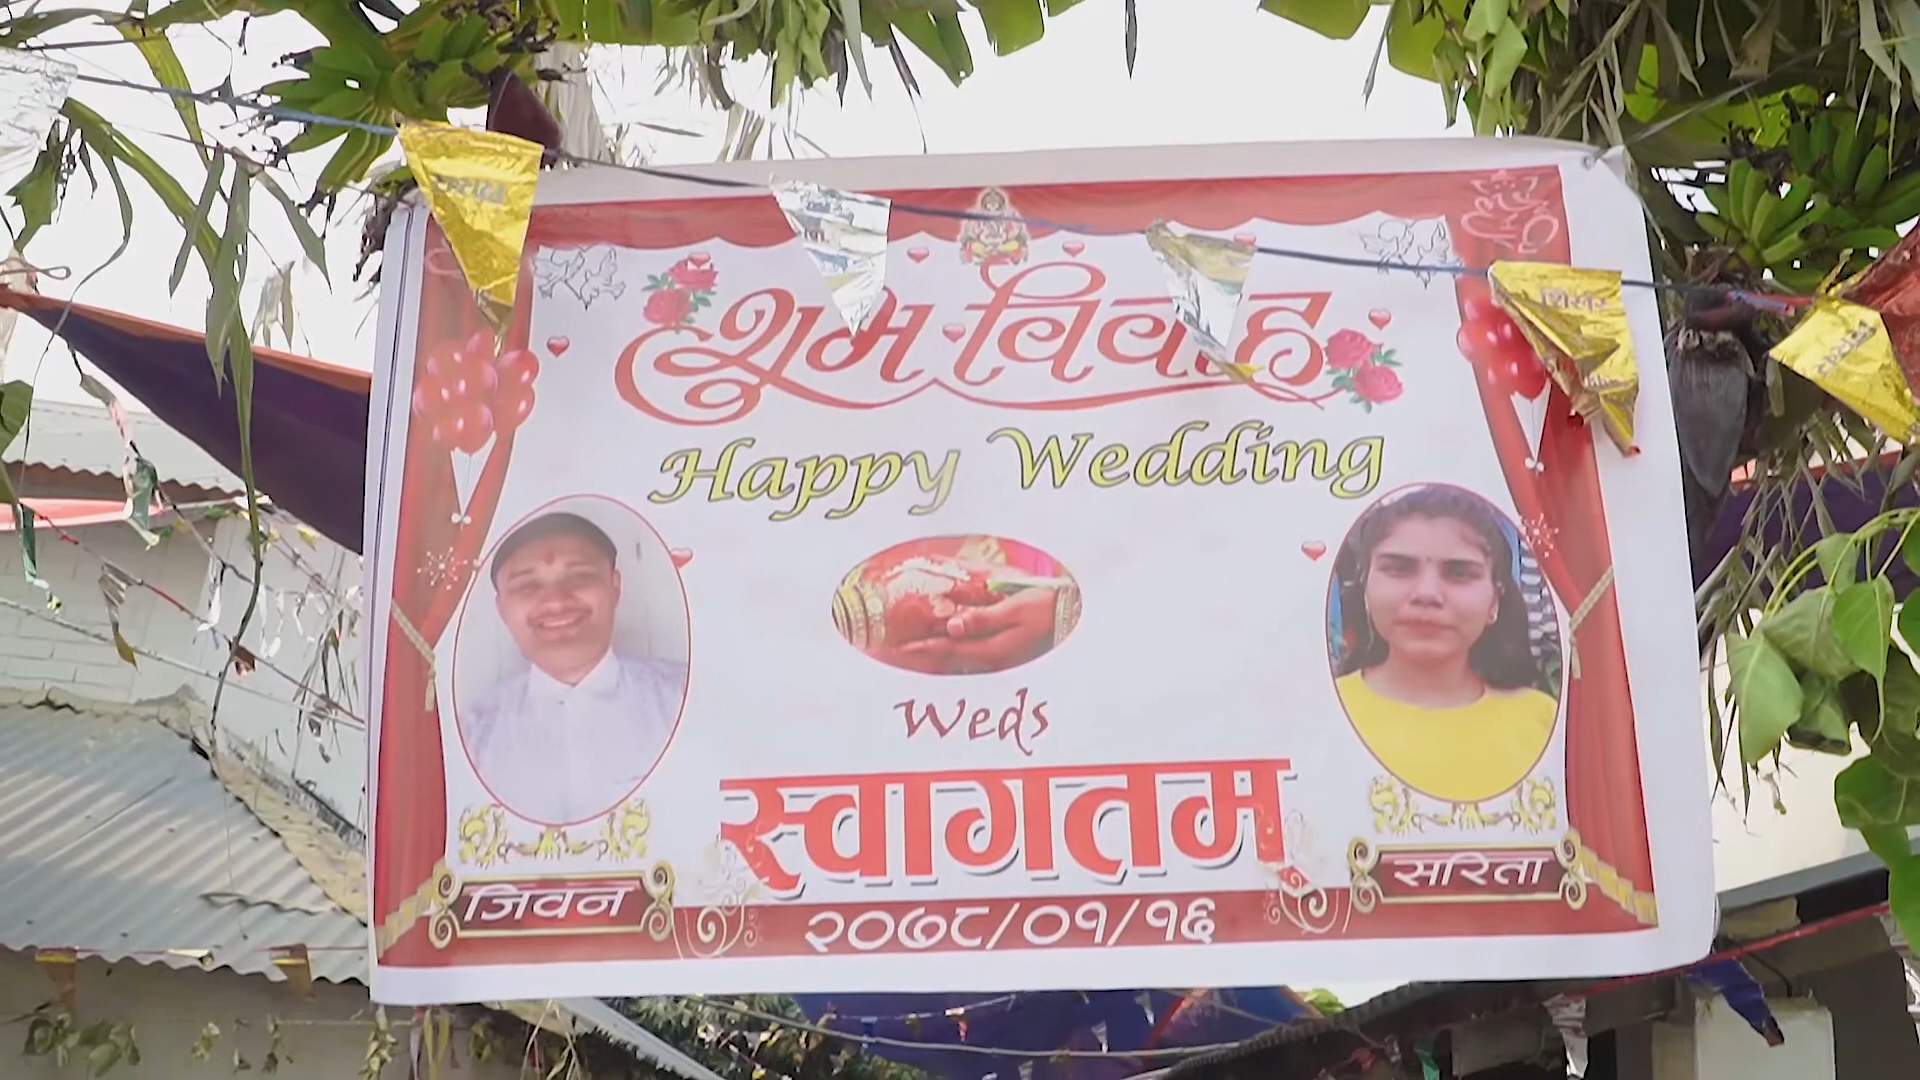 शुभ विवाह
Happy Wedding
Weds
स्वागतम
जिवन
सरिता
२०७८/०१/१६